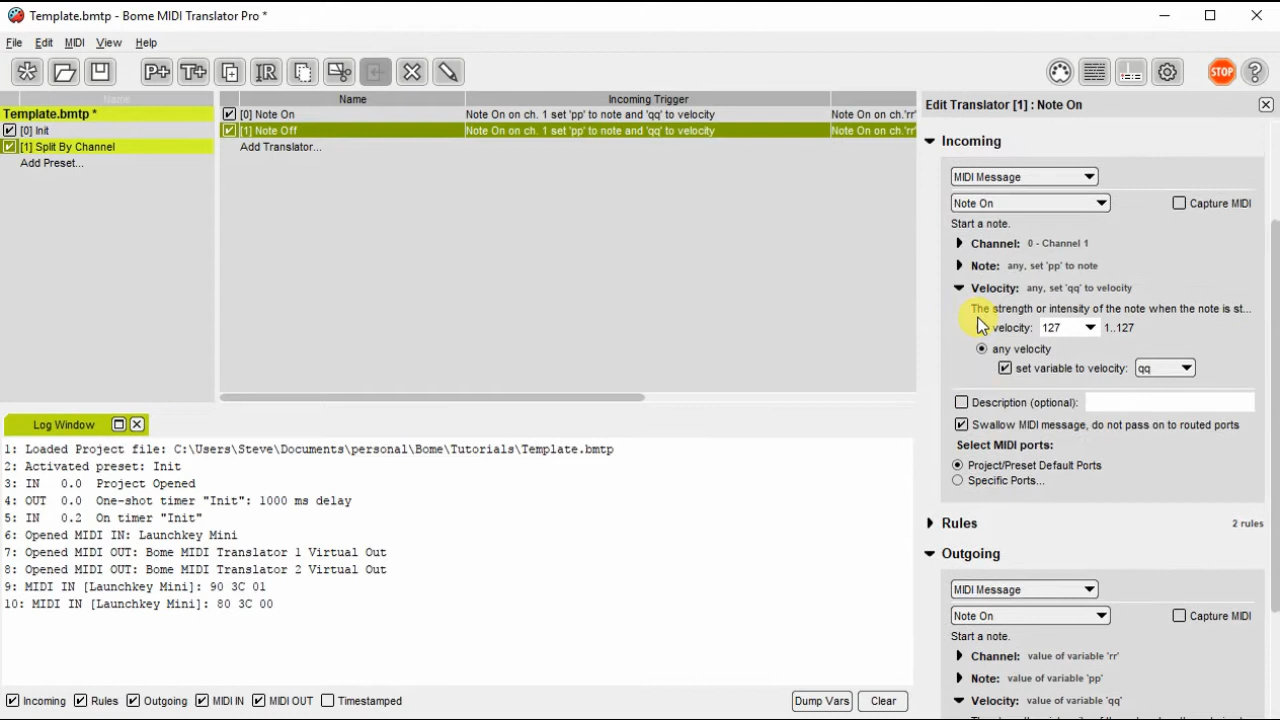 Template.bmtp - Bome MIDI Translator Pro *
File Edit MIDI View Help
P+ T+ IR STOP ?
Name
Template.bmtp *
[0] Init
[1] Split By Channel
Add Preset...
Name Incoming Trigger
[0] Note On Note On on ch. 1 set 'pp' to note and 'qq' to velocity Note On on ch.'rr'
[1] Note Off Note On on ch. 1 set 'pp' to note and 'qq' to velocity Note On on ch.'rr'
Add Translator...
Log Window
1: Loaded Project file: C:\Users\Steve\Documents\personal\Bome\Tutorials\Template.bmtp
2: Activated preset: Init
3: IN 0.0 Project Opened
4: OUT 0.0 One-shot timer "Init": 1000 ms delay
5: IN 0.2 On timer "Init"
6: Opened MIDI IN: Launchkey Mini
7: Opened MIDI OUT: Bome MIDI Translator 1 Virtual Out
8: Opened MIDI OUT: Bome MIDI Translator 2 Virtual Out
9: MIDI IN [Launchkey Mini]: 90 3C 01
10: MIDI IN [Launchkey Mini]: 80 3C 00
Incoming Rules Outgoing MIDI IN MIDI OUT Timestamped Dump Vars Clear
Edit Translator [1] : Note On
Incoming
MIDI Message
Note On Capture MIDI
Start a note.
Channel: 0 - Channel 1
Note: any, set 'pp' to note
Velocity: any, set 'qq' to velocity
The strength or intensity of the note when the note is st...
velocity: 127 1..127
any velocity
set variable to velocity: qq
Description (optional):
Swallow MIDI message, do not pass on to routed ports
Select MIDI ports:
Project/Preset Default Ports
Specific Ports...
Rules 2 rules
Outgoing
MIDI Message
Note On Capture MIDI
Start a note.
Channel: value of variable 'rr'
Note: value of variable 'pp'
Velocity: value of variable 'qq'